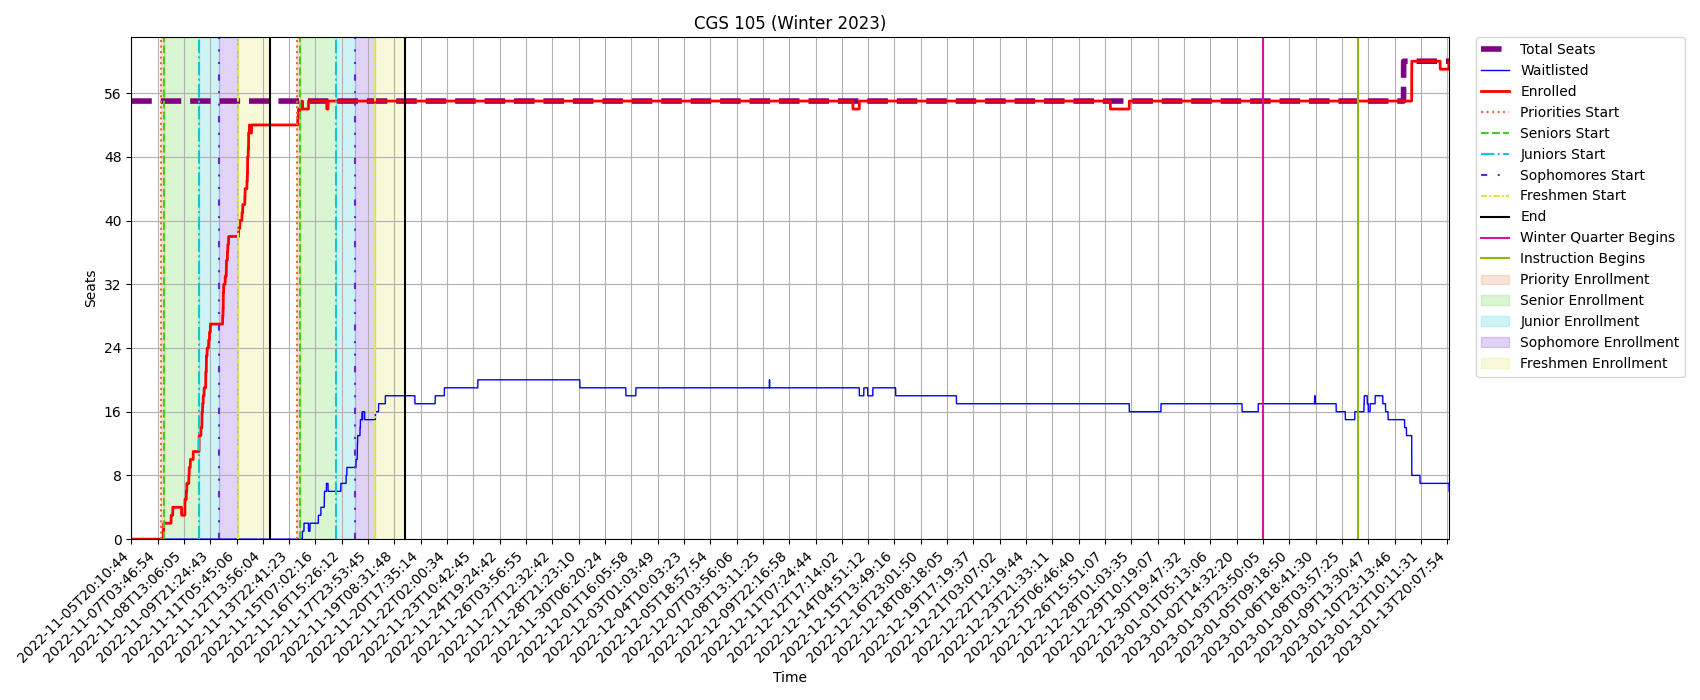 CGS 105 (Winter 2023)
Seats
56
48
40
32
24
16
8
0
2022-11-05T20:10:44
2022-11-07T03:46:54
2022-11-08T13:06:05
2022-11-09T21:24:43
2022-11-11T05:45:06
2022-11-12T13:56:04
2022-11-13T22:41:23
2022-11-15T07:02:16
2022-11-16T15:26:12
2022-11-17T23:53:45
2022-11-19T08:31:48
2022-11-20T17:35:14
2022-11-22T02:00:34
2022-11-23T10:42:45
2022-11-24T19:24:42
2022-11-26T03:56:55
2022-11-27T12:32:42
2022-11-28T21:23:10
2022-11-30T06:20:24
2022-12-01T16:05:58
2022-12-03T01:03:49
2022-12-04T10:03:23
2022-12-05T18:57:54
2022-12-07T03:56:06
2022-12-08T13:11:25
2022-12-09T22:16:58
2022-12-11T07:24:44
2022-12-12T17:14:02
2022-12-14T04:51:12
2022-12-15T13:49:16
2022-12-16T23:01:50
2022-12-18T08:18:05
2022-12-19T17:19:37
2022-12-21T03:07:02
2022-12-22T12:19:44
2022-12-23T21:33:11
2022-12-25T06:46:40
2022-12-26T15:51:07
2022-12-28T01:03:35
2022-12-29T10:19:07
2022-12-30T19:47:32
2023-01-01T05:13:06
2023-01-02T14:32:20
2023-01-03T23:50:05
2023-01-05T09:18:50
2023-01-06T18:41:30
2023-01-08T03:57:25
2023-01-09T13:30:47
2023-01-10T23:13:46
2023-01-12T10:11:31
2023-01-13T20:07:54
Time
Total Seats
Waitlisted
Enrolled
Priorities Start
Seniors Start
Juniors Start
Sophomores Start
Freshmen Start
End
Winter Quarter Begins
Instruction Begins
Priority Enrollment
Senior Enrollment
Junior Enrollment
Sophomore Enrollment
Freshmen Enrollment